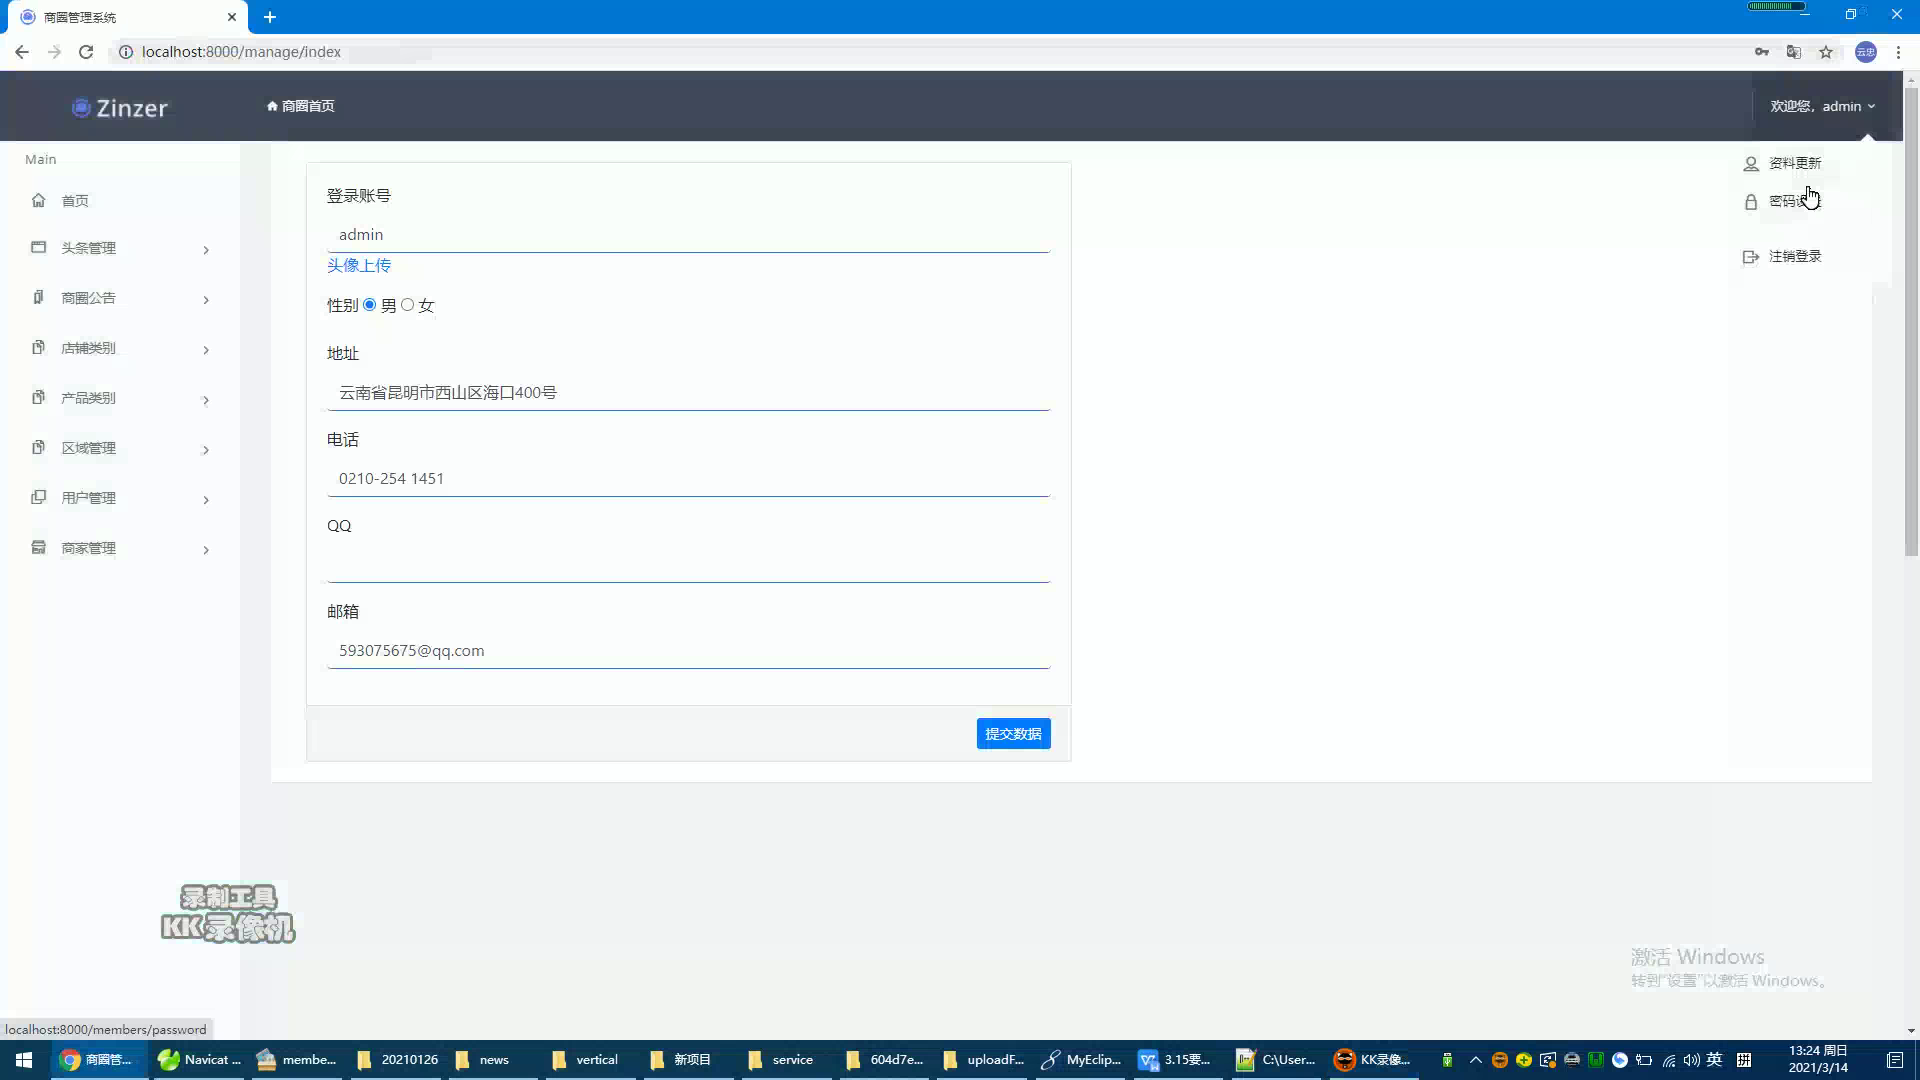 商圈管理系统
localhost:8000/manage/index
云忠
Zinzer
商圈首页
欢迎您，admin
Main
首页
头条管理
商圈公告
店铺类别
产品类别
区域管理
用户管理
商家管理
登录账号
admin
头像上传
性别 男 女
地址
云南省昆明市西山区海口400号
电话
0210-254 1451
QQ
邮箱
593075675@qq.com
提交数据
资料更新
密码
注销登录
录制工具
KK录像机
激活 Windows
转到“设置”以激活 Windows。
localhost:8000/members/password
商圈管...
Navicat ...
membe...
20210126
news
vertical
新项目
service
604d7e...
uploadF...
MyEclip...
3.15要...
C:\User...
KK录像...
英
拼
13:24 周日
2021/3/14